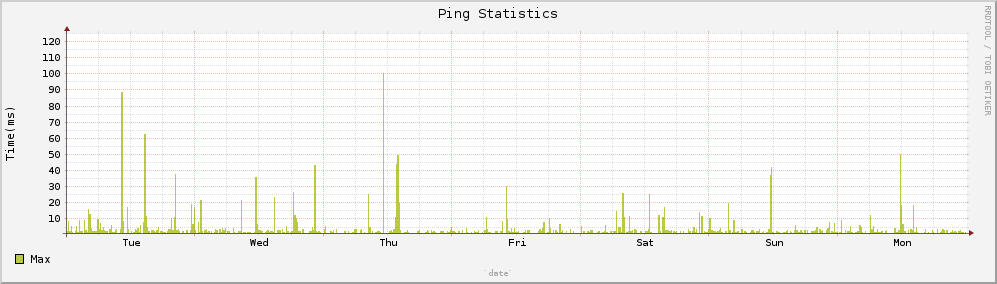 Ping Statistics
RRDTOOL / TOBI OETIKER
Time(ms)
120
110
100
90
80
70
60
50
40
30
20
10
Tue Wed Thu Fri Sat Sun Mon
Max
`date`